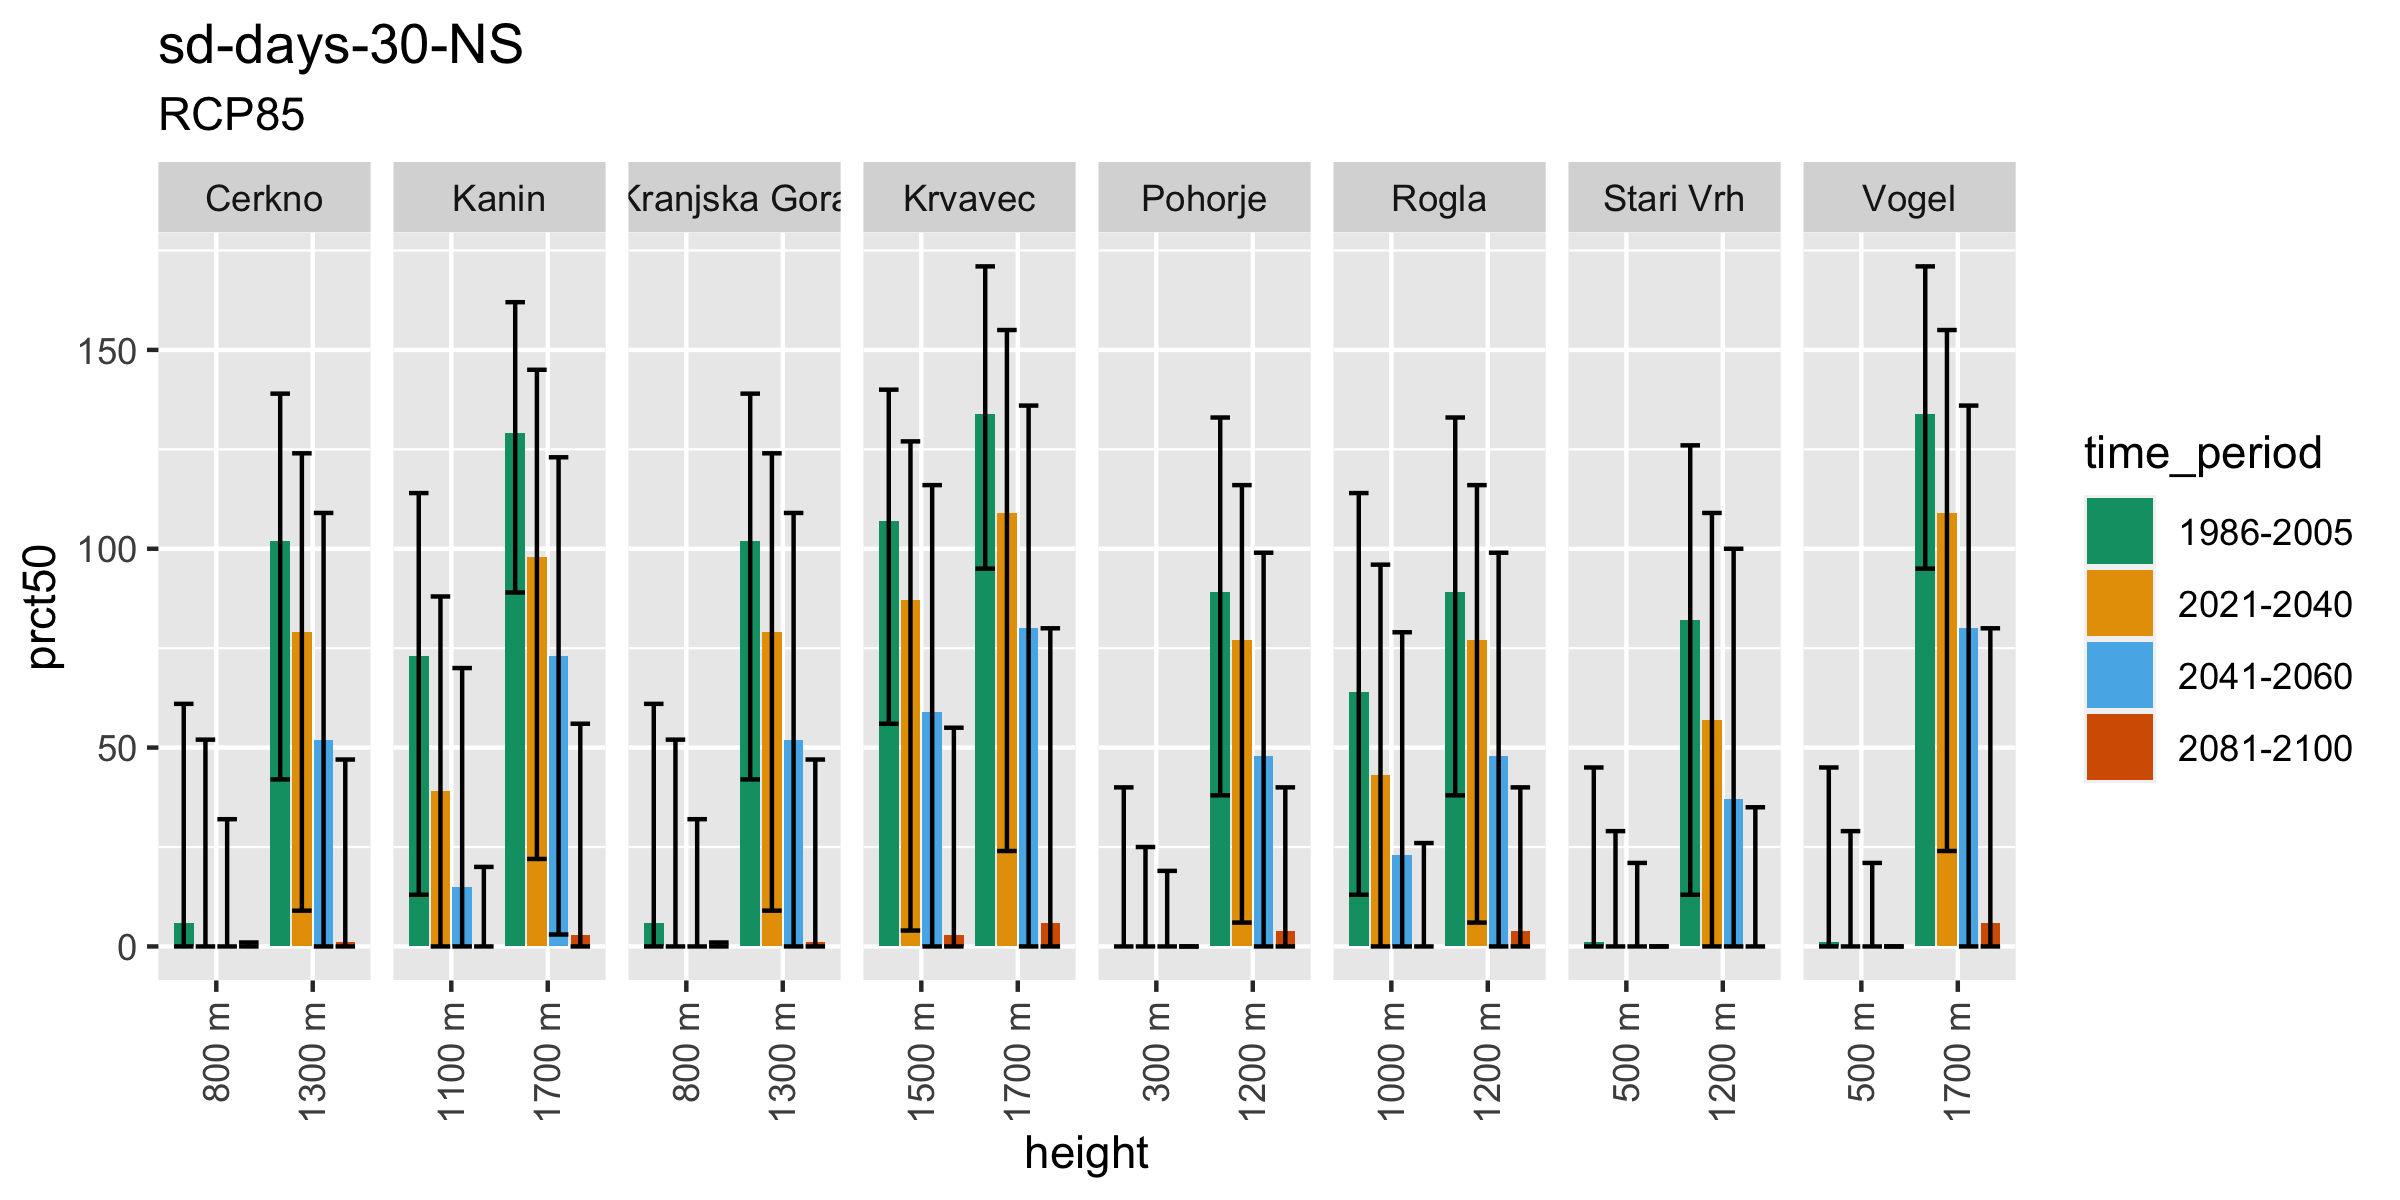 sd-days-30-NS
RCP85
Cerkno Kanin Kranjska Gora Krvavec Pohorje Rogla Stari Vrh Vogel
prct50
150
100
50
0
800 m 1300 m 1100 m 1700 m 800 m 1300 m 1500 m 1700 m 300 m 1200 m 1000 m 1200 m 500 m 1200 m 500 m 1700 m
height
time_period
1986-2005
2021-2040
2041-2060
2081-2100